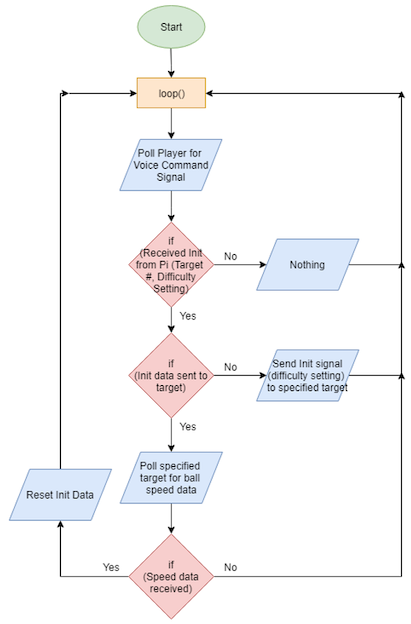 Start
loop()
Poll Player for
Voice Command
Signal
if
(Received Init
from Pi (Target
#, Difficulty
Setting)
No
Nothing
Yes
if
(Init data sent to
target)
No
Send Init signal
(difficulty setting)
to specified target
Yes
Poll specified
target for ball
speed data
Reset Init Data
if
(Speed data
received)
Yes
No